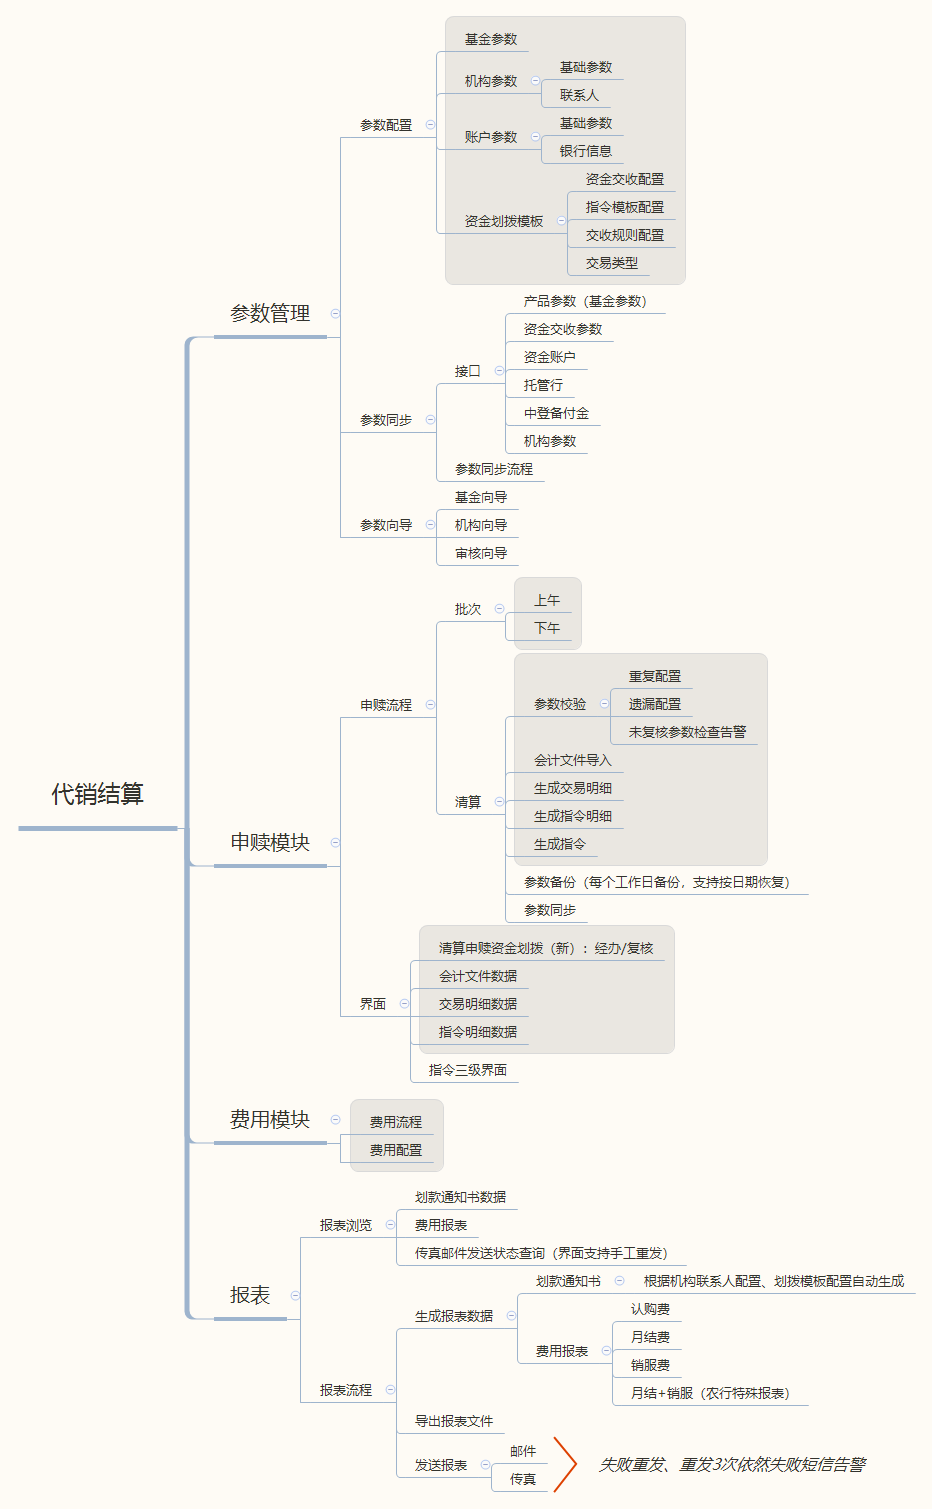 代销结算
参数管理
参数配置
基金参数
机构参数
基础参数
联系人
账户参数
基础参数
银行信息
资金划拨模板
资金交收配置
指令模板配置
交收规则配置
交易类型
参数同步
接口
产品参数（基金参数）
资金交收参数
资金账户
托管行
中登备付金
机构参数
参数同步流程
参数向导
基金向导
机构向导
审核向导
申赎模块
申赎流程
批次
上午
下午
清算
参数校验
重复配置
遗漏配置
未复核参数检查告警
会计文件导入
生成交易明细
生成指令明细
生成指令
参数备份（每个工作日备份，支持按日期恢复）
参数同步
界面
清算申赎资金划拨（新）：经办/复核
会计文件数据
交易明细数据
指令明细数据
指令三级界面
费用模块
费用流程
费用配置
报表
报表浏览
划款通知书数据
费用报表
传真邮件发送状态查询（界面支持手工重发）
报表流程
生成报表数据
划款通知书
根据机构联系人配置、划拨模板配置自动生成
费用报表
认购费
月结费
销服费
月结+销服（农行特殊报表）
导出报表文件
发送报表
邮件
传真
失败重发、重发3次依然失败短信告警